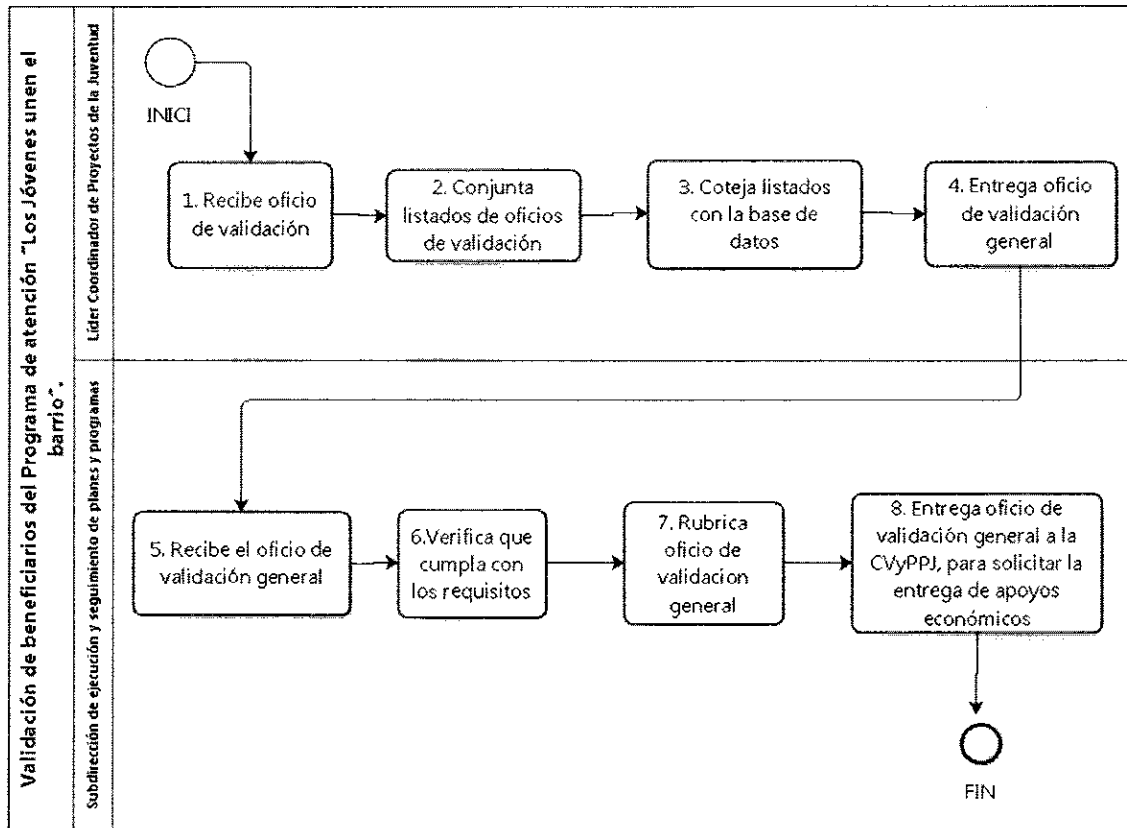 Validación de beneficiarios del Programa de atención "Los Jóvenes unen el
barrio".
Líder Coordinador de Proyectos de la Juventud
INICI
1. Recibe oficio
de validación
2. Conjunta
listados de oficios
de validación
3. Coteja listados
con la base de
datos
4. Entrega oficio
de validación
general
Subdirección de ejecución y seguimiento de planes y programas
5. Recibe el oficio de
validación general
6.Verifica que
cumpla con
los requisitos
7. Rubrica
oficio de
validacion
general
8. Entrega oficio de
validación general a la
CVyPPJ, para solicitar la
entrega de apoyos
económicos
FIN